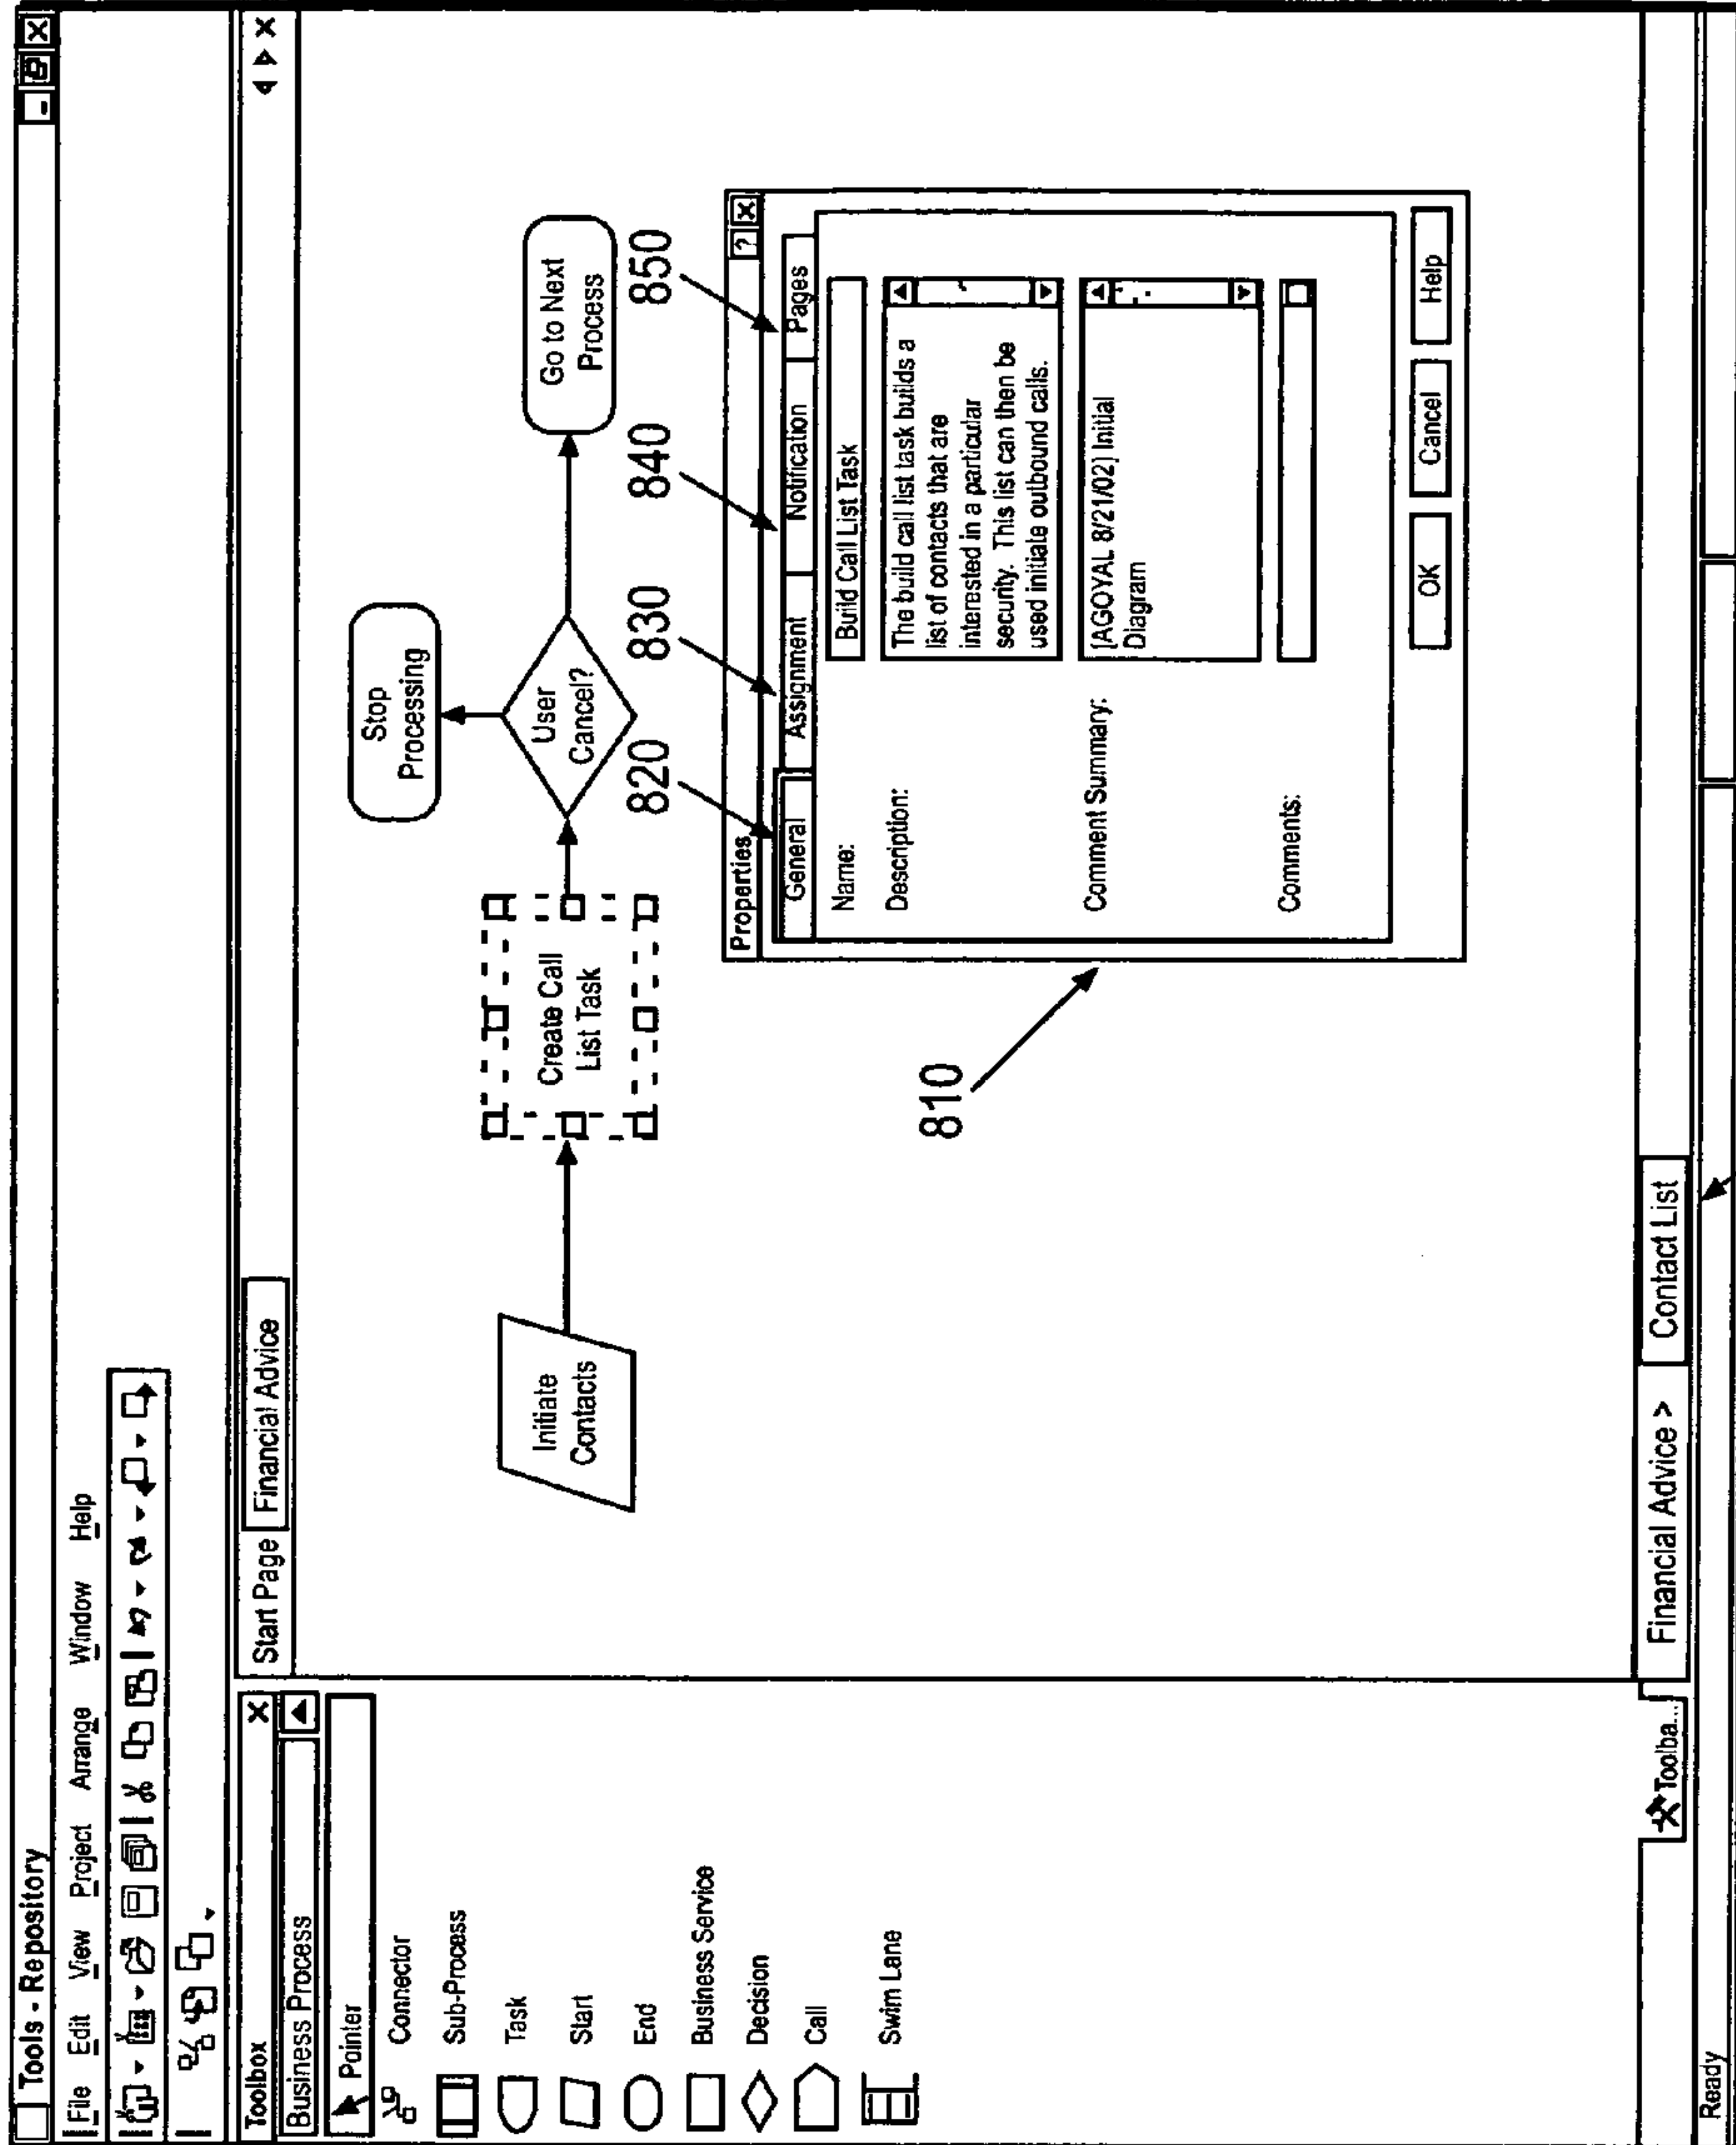 Tools - Repository
File Edit View Project Arrange Window Help
Toolbox
Business Process
Pointer
Connector
Sub-Process
Task
Start
End
Business Service
Decision
Call
Swim Lane
Toolba...
Start Page Financial Advice
Initiate
Contacts
Create Call
List Task
User
Cancel?
Stop
Processing
Go to Next
Process
810
820
830
840
850
Properties
General Assignment Notification Pages
Name: Build Call List Task
Description: The build call list task builds a
list of contacts that are
interested in a particular
security. This list can then be
used initiate outbound calls.
Comment Summary: [AGOYAL 8/21/02] Initial
Diagram
Comments:
OK Cancel Help
Financial Advice > Contact List
Ready